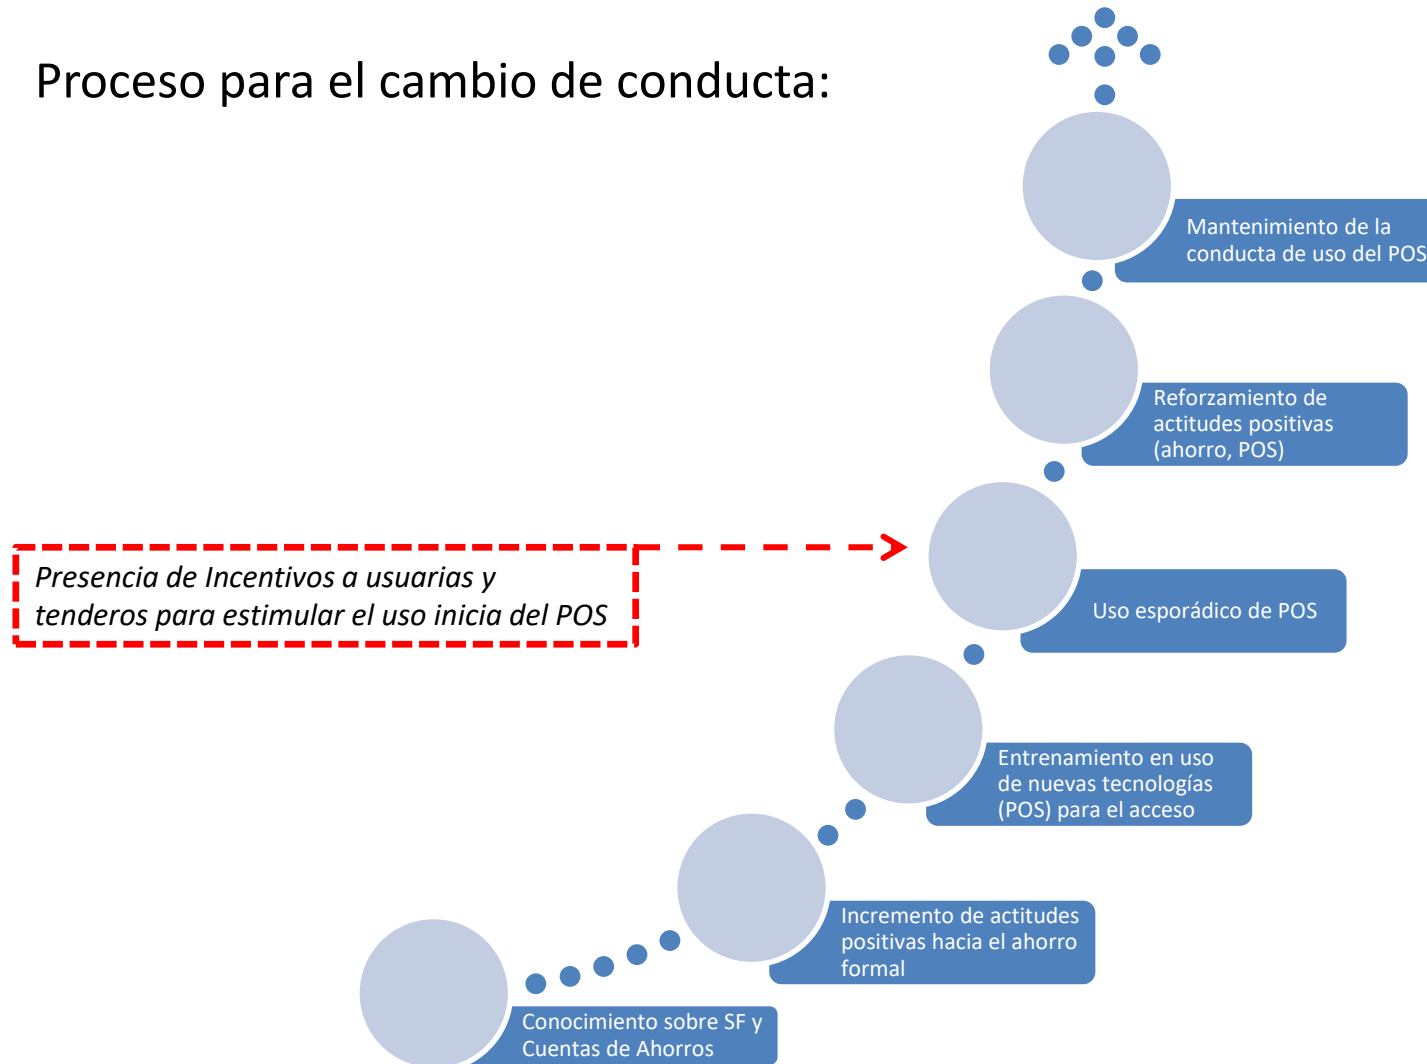 Proceso para el cambio de conducta:
Mantenimiento de la
conducta de uso del POS
Reforzamiento de
actitudes positivas
(ahorro, POS)
Presencia de Incentivos a usuarias y
tenderos para estimular el uso inicia del POS
Uso esporádico de POS
Entrenamiento en uso
de nuevas tecnologías
(POS) para el acceso
Incremento de actitudes
positivas hacia el ahorro
formal
Conocimiento sobre SF y
Cuentas de Ahorros